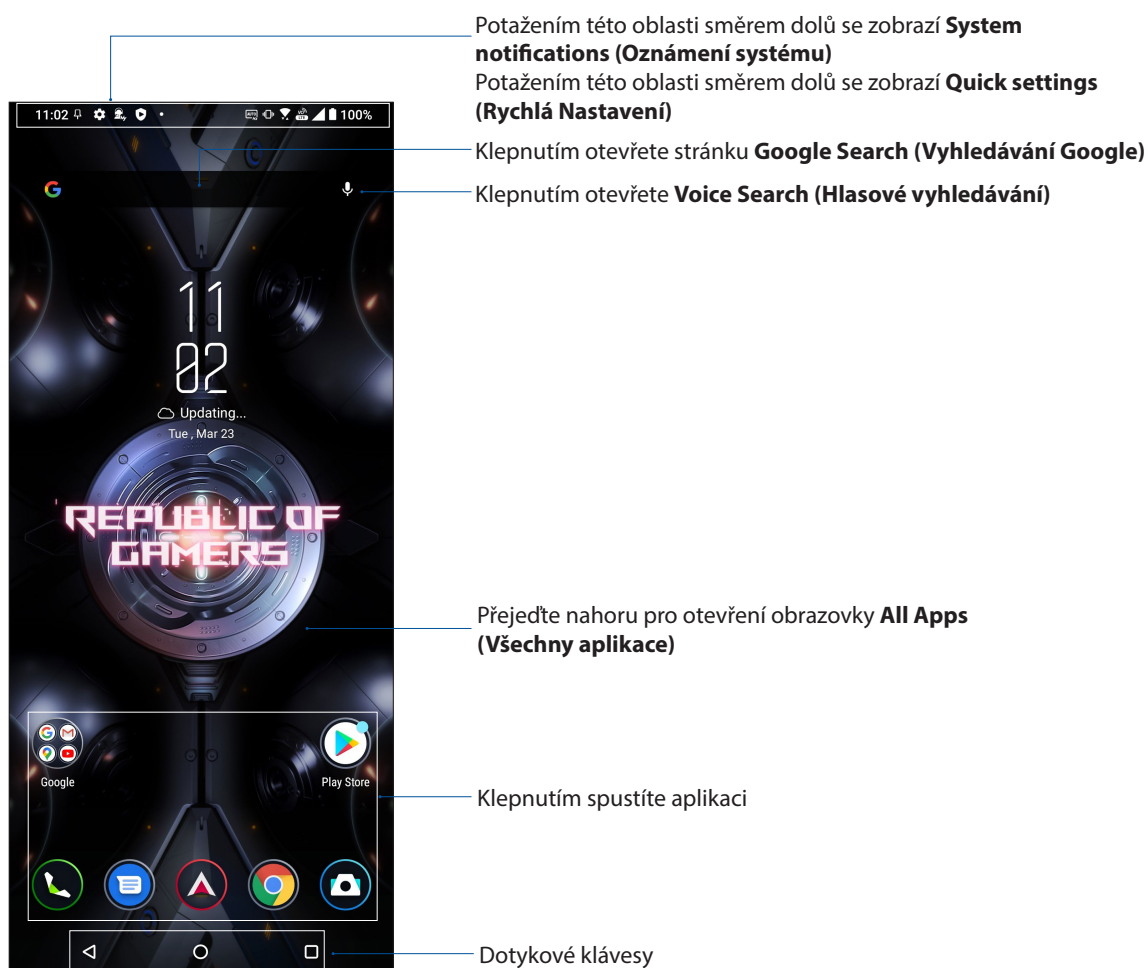 Potažením této oblasti směrem dolů se zobrazí System
notifications (Oznámení systému)
Potažením této oblasti směrem dolů se zobrazí Quick settings
(Rychlá Nastavení)
11:02
100%
Klepnutím otevřete stránku Google Search (Vyhledávání Google)
Klepnutím otevřete Voice Search (Hlasové vyhledávání)
11
02
Updating...
Tue , Mar 23
REPUBLIC OF
GAMERS
Přejeďte nahoru pro otevření obrazovky All Apps
(Všechny aplikace)
Google
Play Store
Klepnutím spustíte aplikaci
Dotykové klávesy